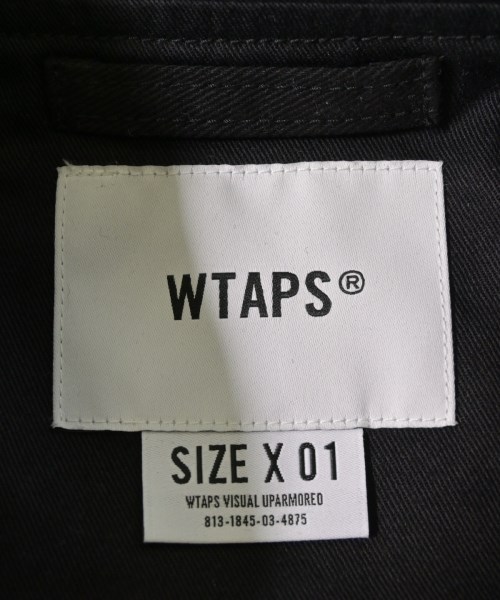 WTAPS®
SIZE X 01
WTAPS VISUAL UPARMORED
813-1845-03-4875